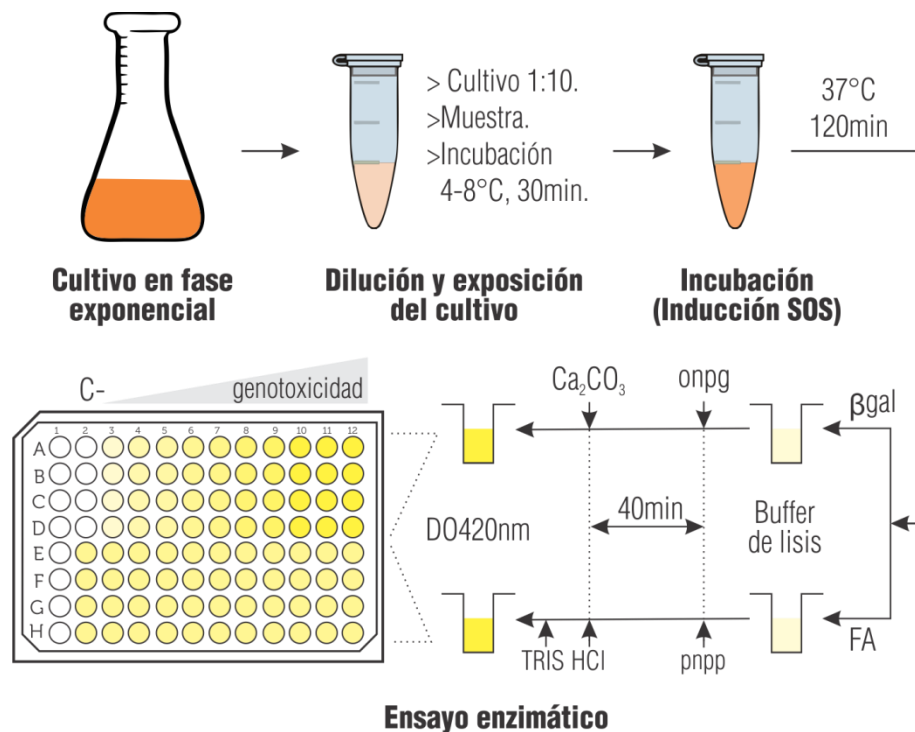 > Cultivo 1:10.
>Muestra.
>Incubación
4-8°C, 30min.
37°C
120min
Cultivo en fase
exponencial
Dilución y exposición
del cultivo
Incubación
(Inducción SOS)
C-
genotoxicidad
1 2 3 4 5 6 7 8 9 10 11 12
A
B
C
D
E
F
G
H
Ca₂CO₃
onpg
βgal
DO420nm
40min
Buffer
de lisis
TRIS HCl
pnpp
FA
Ensayo enzimático